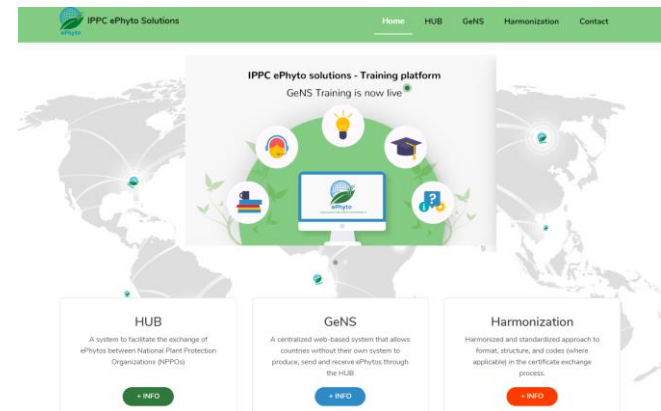 IPPC ePhyto Solutions
ePhyto
Home HUB GeNS Harmonization Contact
IPPC ePhyto solutions - Training platform
GeNS Training is now live
ePhyto
HUB
A system to facilitate the exchange of
ePhytos between National Plant Protection
Organizations (NPPOs)
+ INFO
GeNS
A centralized web-based system that allows
countries without their own system to
produce, send and receive ePhytos through
the HUB
+ INFO
Harmonization
Harmonized and standardized approach to
format, structure, and codes (where
applicable) in the certificate exchange
process.
+ INFO